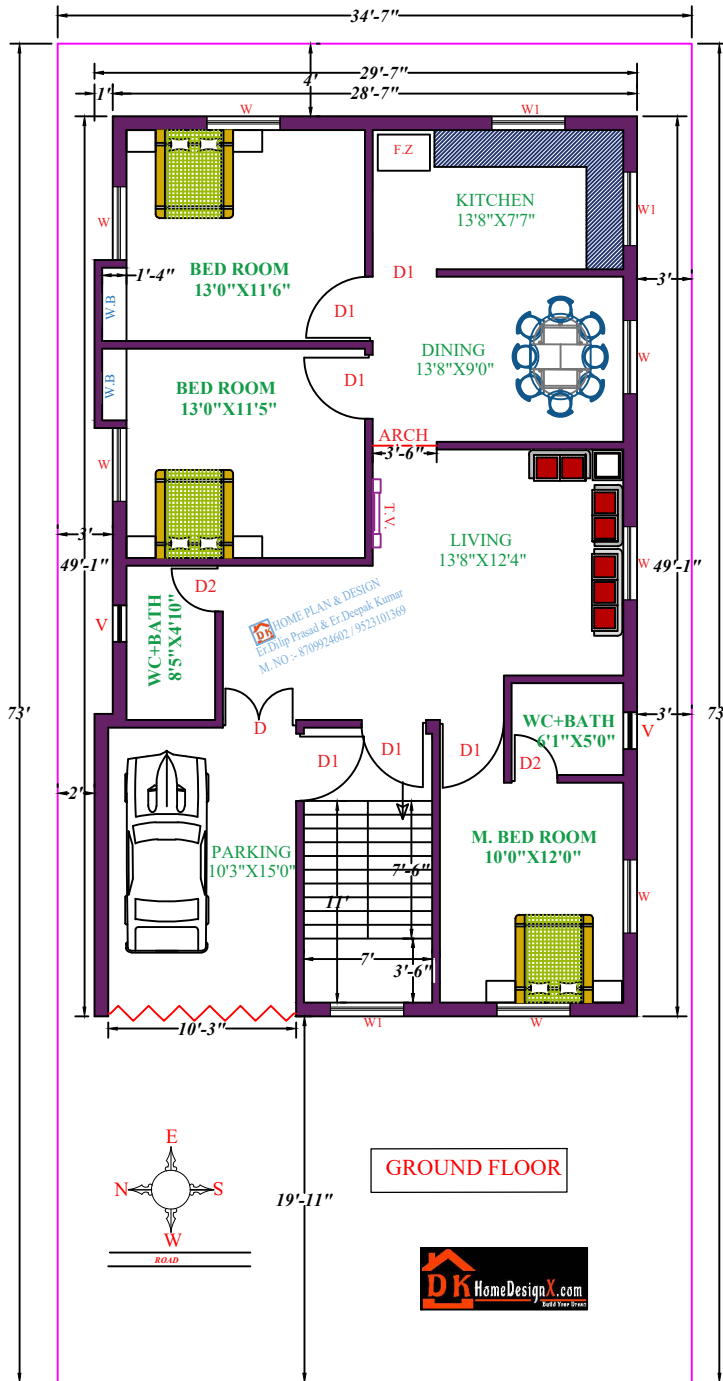 34'-7"
29'-7"
4'
1'
28'-7"
W
W1
F.Z
KITCHEN
13'8"X7'7"
W
W1
BED ROOM
13'0"X11'6"
1'-4"
D1
3'
W.B
D1
DINING
13'8"X9'0"
W
W.B
BED ROOM
13'0"X11'5"
D1
ARCH
3'-6"
W
T.V.
LIVING
13'8"X12'4"
W
3'
49'-1"
49'-1"
D2
WC+BATH
8'5"X4'10"
V
DK HOME PLAN & DESIGN
Er.Dilip Prasad & Er.Deepak Kumar
M. NO :- 8709924602 / 9523101369
73'
73'
D
WC+BATH
6'1"X5'0"
3'
V
D1
D1
D1
D2
2'
PARKING
10'3"X15'0"
M. BED ROOM
10'0"X12'0"
7'-6"
11'
W
7'
3'-6"
10'-3"
W1
W
E
N
S
W
ROAD
19'-11"
GROUND FLOOR
DK HomeDesignX.com
Build Your Dream